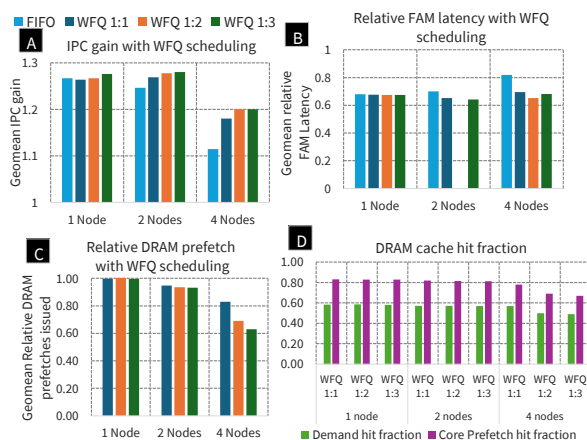 FIFO WFQ 1:1 WFQ 1:2 WFQ 1:3
A
IPC gain with WFQ scheduling
Geomean IPC gain
1.3
1.2
1.1
1
1 Node 2 Nodes 4 Nodes
B
Relative FAM latency with WFQ
scheduling
Geomean relative
FAM Latency
1
0.8
0.6
0.4
0.2
0
1 Node 2 Nodes 4 Nodes
C
Relative DRAM prefetch
with WFQ scheduling
Geomean Relative DRAM
prefetches issued
1.00
0.80
0.60
0.40
0.20
0.00
1 Node 2 Nodes 4 Nodes
D
DRAM cache hit fraction
1.00
0.80
0.60
0.40
0.20
0.00
WFQ WFQ WFQ WFQ WFQ WFQ WFQ WFQ WFQ
1:1 1:2 1:3 1:1 1:2 1:3 1:1 1:2 1:3
1 node 2 nodes 4 nodes
Demand hit fraction Core Prefetch hit fraction